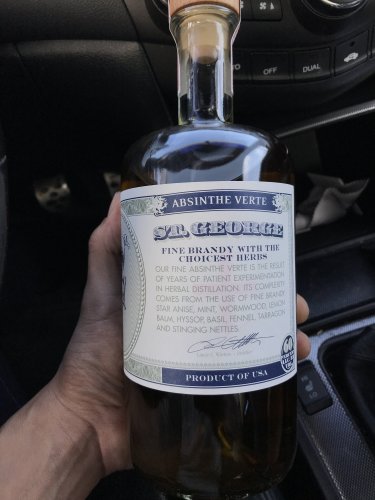 DUAL
OFF
ABSINTHE VERTE
ST. GEORGE
FINE BRANDY WITH THE
CHOICEST HERBS
OUR FINE ABSINTHE VERTE IS THE RESULT
OF YEARS OF PATIENT EXPERIMENTATION
IN HERBAL DISTILLATION. ITS COMPLEXITY
COMES FROM THE USE OF FINE BRANDY,
STAR ANISE, MINT, WORMWOOD, LEMON
BALM, HYSSOP, BASIL, FENNEL, TARRAGON
AND STINGING NETTLES.
PRODUCT OF USA